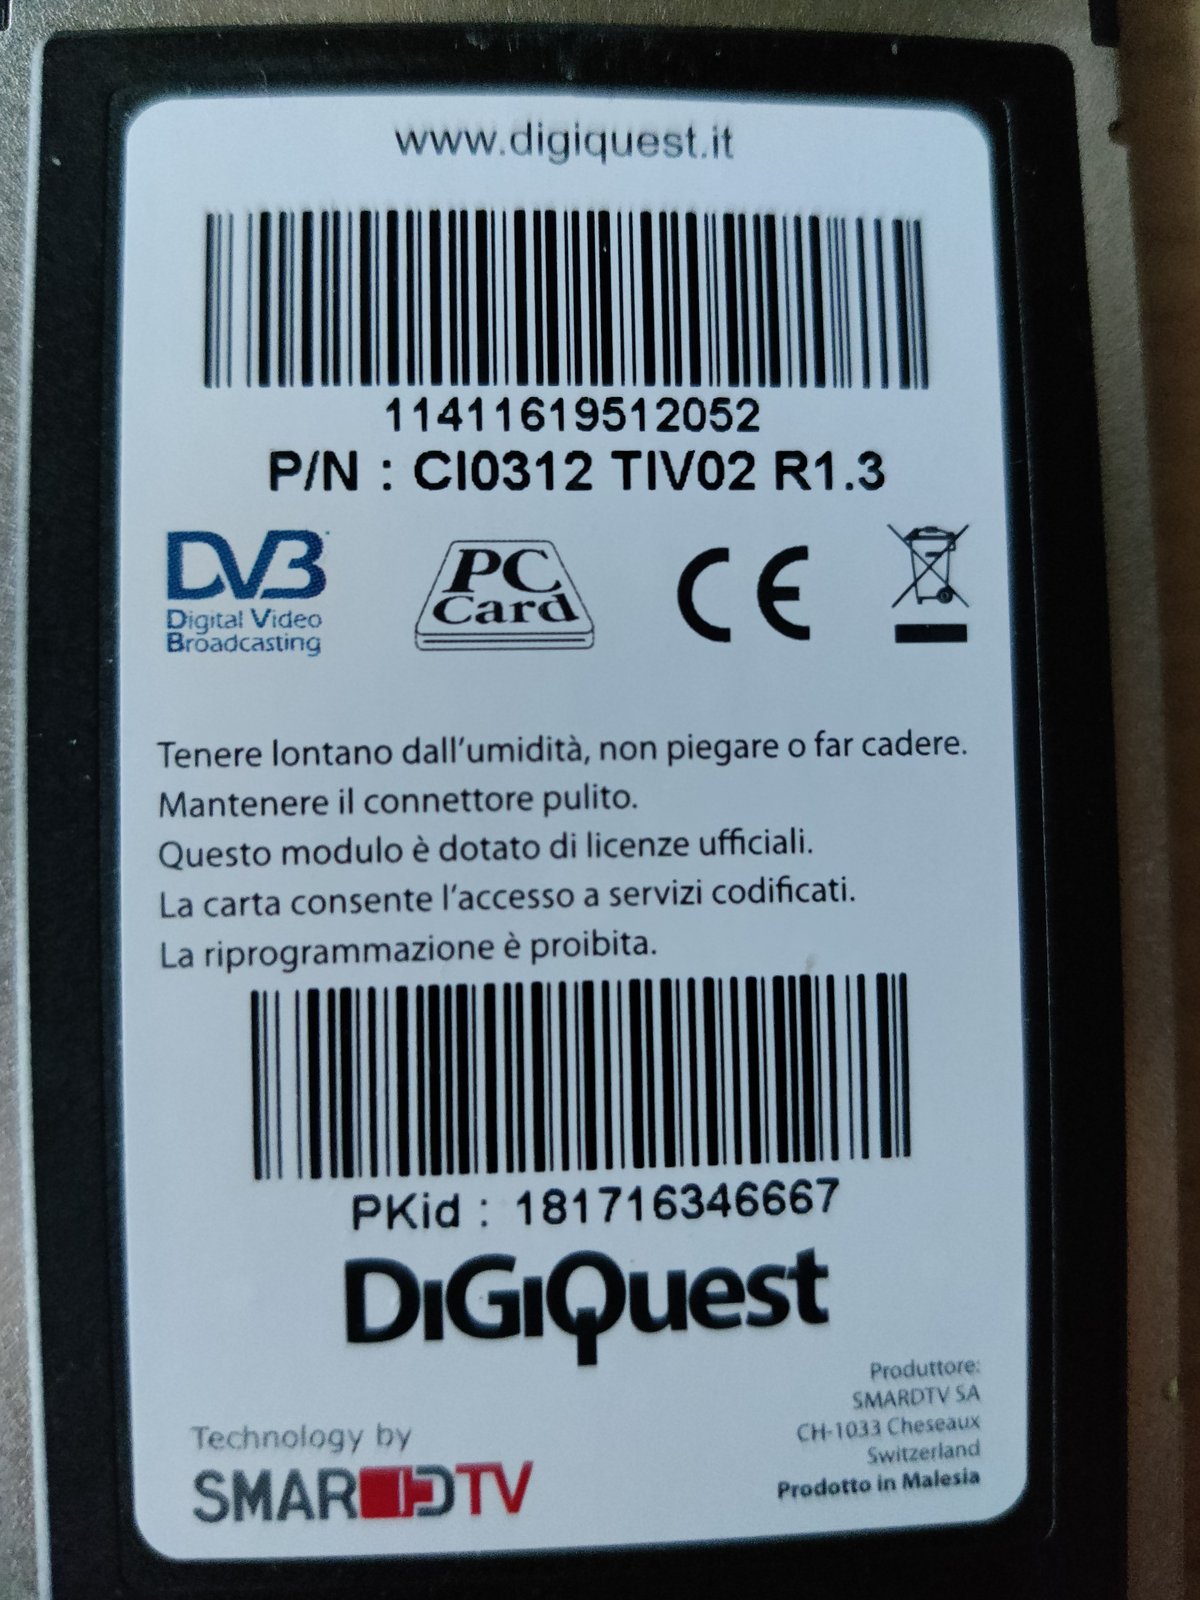 www.digiquest.it
11411619512052
P/N : CI0312 TIV02 R1.3
DVB
Digital Video
Broadcasting
PC
Card
CE
Tenere lontano dall'umidità, non piegare o far cadere.
Mantenere il connettore pulito.
Questo modulo è dotato di licenze ufficiali.
La carta consente l'accesso a servizi codificati.
La riprogrammazione è proibita.
PKid : 181716346667
DiGiQuest
Technology by
SMARDTV
Produttore:
SMARDTV SA
CH-1033 Cheseaux
Switzerland
Prodotto in Malesia